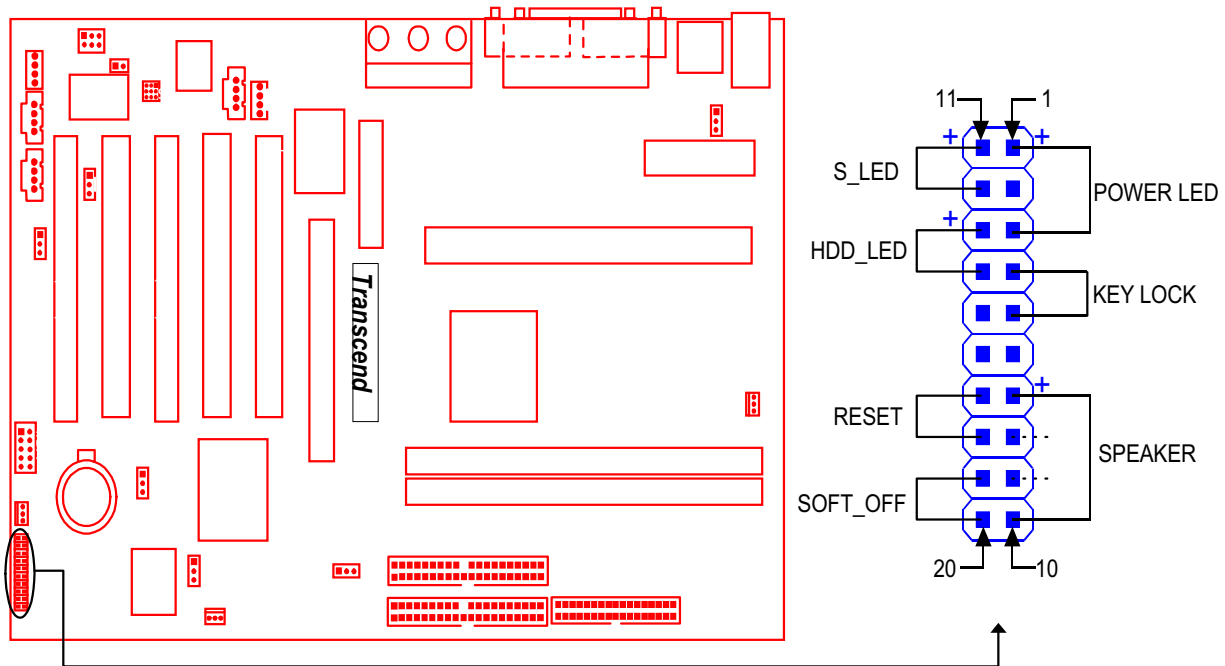 Transcend
11 1
+ +
S_LED
POWER LED
+
HDD_LED
KEY LOCK
+
RESET
SPEAKER
SOFT_OFF
20 10